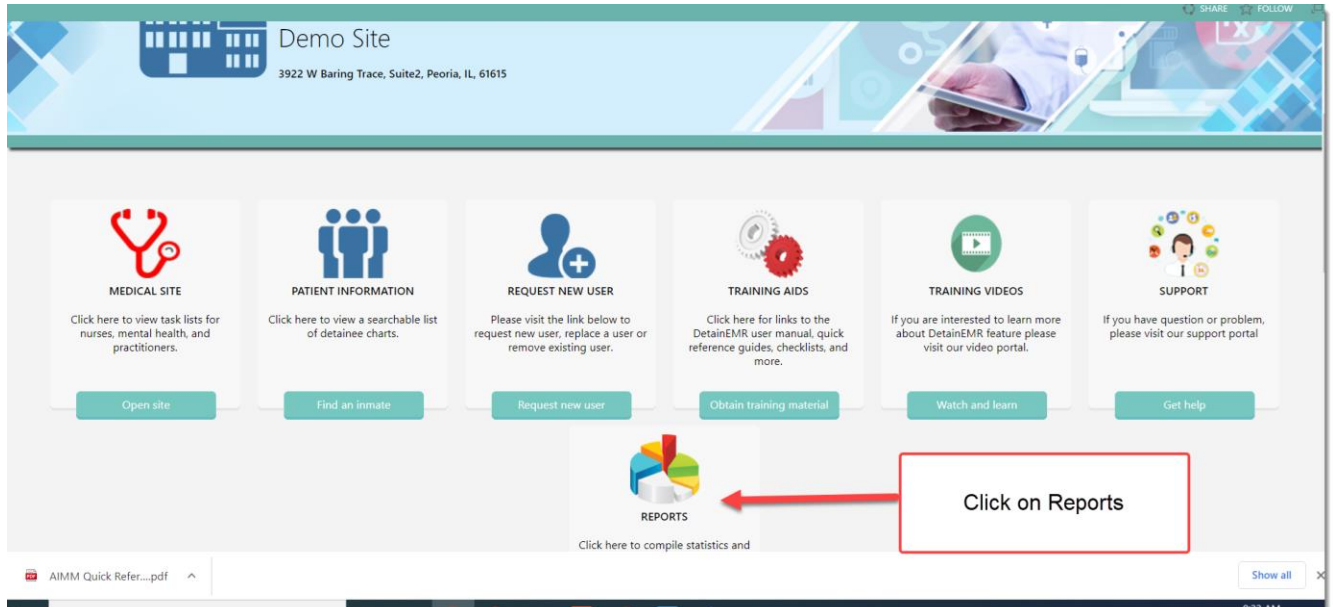 SHARE FOLLOW
Demo Site
3922 W Baring Trace, Suite2, Peoria, IL, 61615
MEDICAL SITE
Click here to view task lists for
nurses, mental health, and
practitioners.
Open site
PATIENT INFORMATION
Click here to view a searchable list
of detainee charts.
Find an inmate
REQUEST NEW USER
Please visit the link below to
request new user, replace a user or
remove existing user.
Request new user
TRAINING AIDS
Click here for links to the
DetainEMR user manual, quick
reference guides, checklists, and
more.
Obtain training material
TRAINING VIDEOS
If you are interested to learn more
about DetainEMR feature please
visit our video portal.
Watch and learn
SUPPORT
If you have question or problem,
please visit our support portal
Get help
REPORTS
Click here to compile statistics and
Click on Reports
AIMM Quick Refer....pdf
Show all